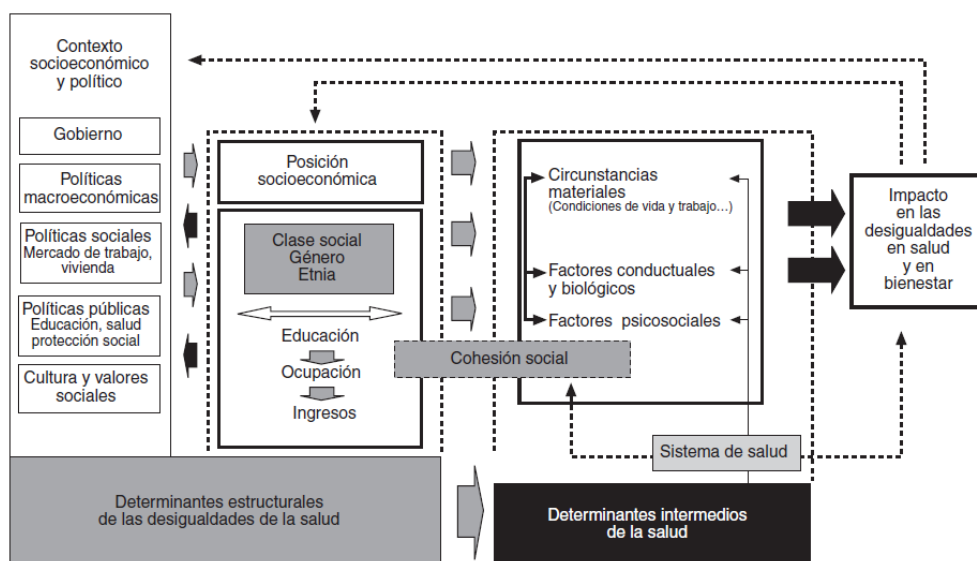 Contexto
socioeconómico
y político
Gobierno
Políticas
macroeconómicas
Políticas sociales
Mercado de trabajo,
vivienda
Políticas públicas
Educación, salud
protección social
Cultura y valores
sociales
Posición
socioeconómica
Clase social
Género
Etnia
Educación
Ocupación
Ingresos
Cohesión social
Circunstancias
materiales
(Condiciones de vida y trabajo...)
Factores conductuales
y biológicos
Factores psicosociales
Sistema de salud
Impacto
en las
desigualdades
en salud
y en
bienestar
Determinantes estructurales
de las desigualdades de la salud
Determinantes intermedios
de la salud